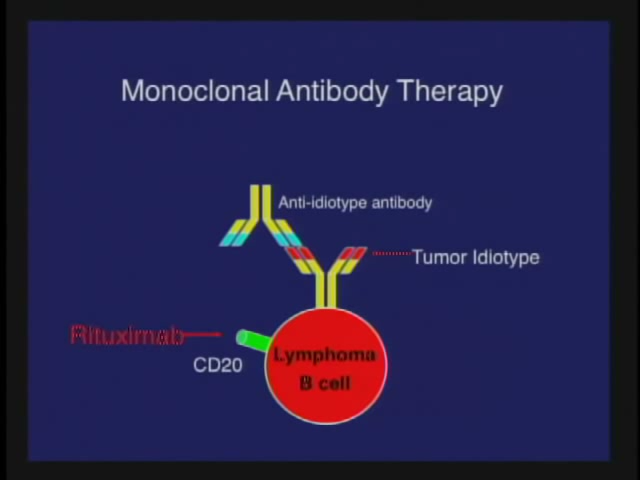 Monoclonal Antibody Therapy
Anti-idiotype antibody
Tumor Idiotype
Rituximab
CD20
Lymphoma
B cell